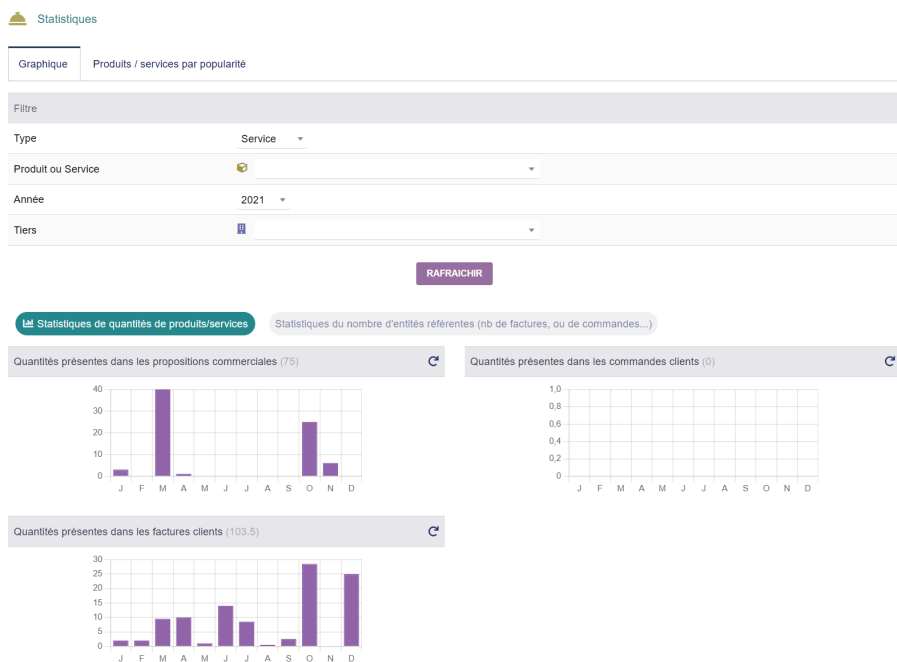 Statistiques
Graphique Produits / services par popularité
Filtre
Type Service
Produit ou Service
Année 2021
Tiers
RAFRAICHIR
Statistiques de quantités de produits/services Statistiques du nombre d'entités référentes (nb de factures, ou de commandes...)
Quantités présentes dans les propositions commerciales (75)
40
30
20
10
0
J F M A M J J A S O N D
Quantités présentes dans les commandes clients (0)
1,0
0,8
0,6
0,4
0,2
0
J F M A M J J A S O N D
Quantités présentes dans les factures clients (103.5)
30
25
20
15
10
5
0
J F M A M J J A S O N D